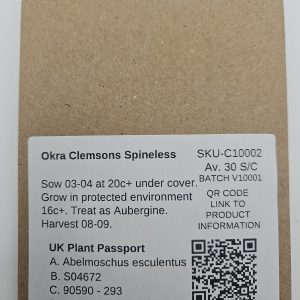 Okra Clemsons Spineless
SKU-C10002
Av. 30 S/C
BATCH V10001
Sow 03-04 at 20c+ under cover.
Grow in protected environment
16c+. Treat as Aubergine.
Harvest 08-09.
QR CODE
LINK TO
PRODUCT
INFORMATION
UK Plant Passport
A. Abelmoschus esculentus
B. S04672
C. 90590 - 293